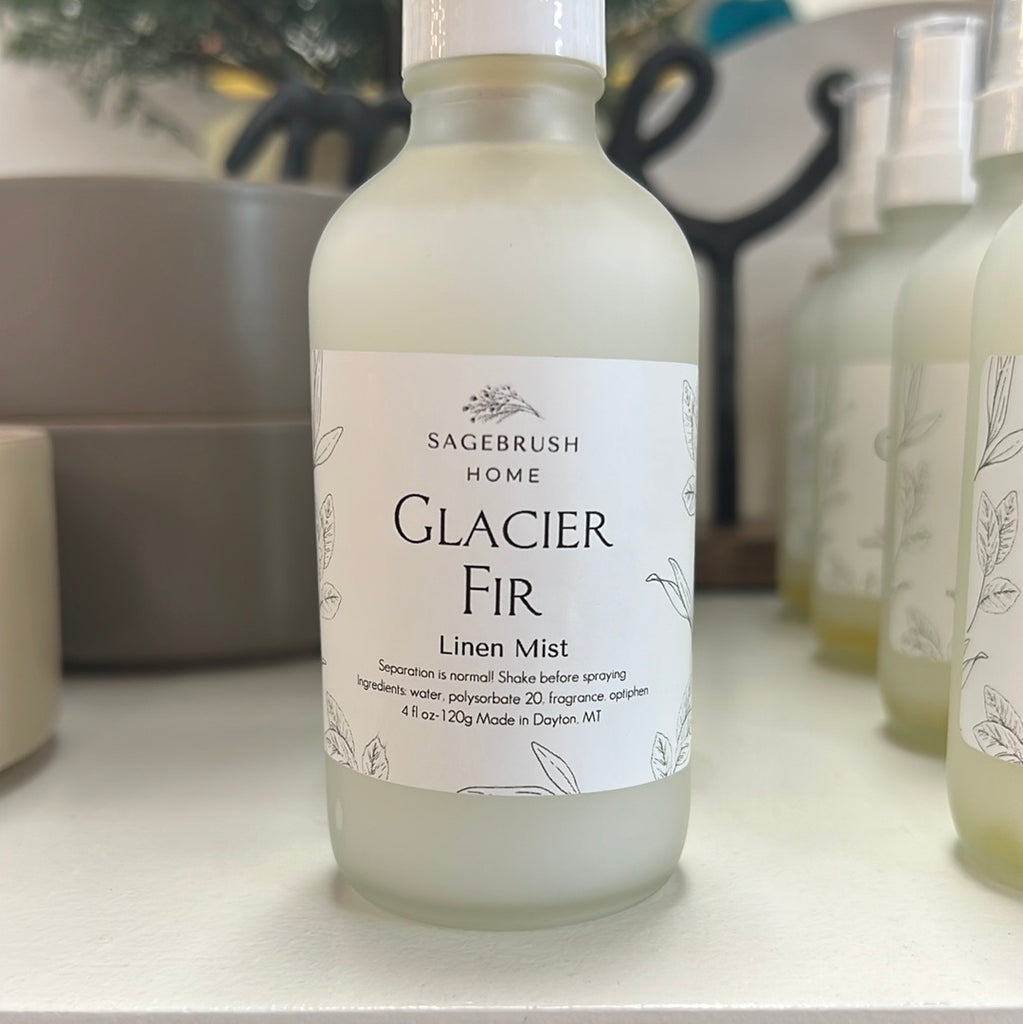 SAGEBRUSH
HOME
GLACIER
FIR
Linen Mist
Separation is normal! Shake before spraying
Ingredients: water, polysorbate 20, fragrance, optiphen
4 fl oz-120g Made in Dayton, MT